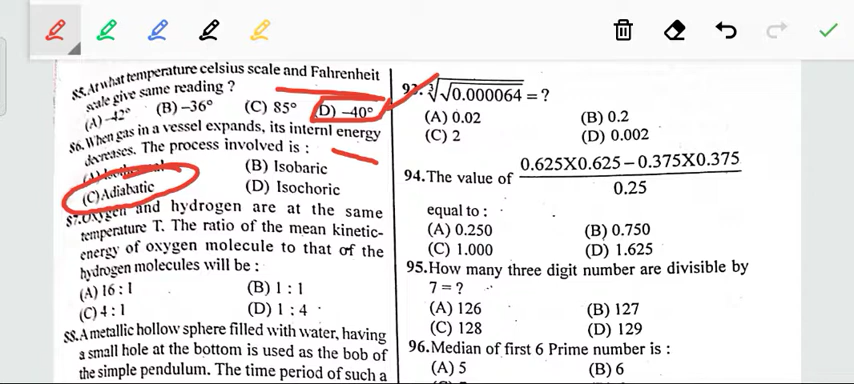 85.At what temperature celsius scale and Fahrenheit
scale give same reading ?
(A) –42° (B) –36° (C) 85° (D) –40°
86.When gas in a vessel expands, its internl energy
decreases. The process involved is :
(B) Isobaric
(C) Adiabatic (D) Isochoric
87.Oxygen and hydrogen are at the same
temperature T. The ratio of the mean kinetic-
energy of oxygen molecule to that of the
hydrogen molecules will be :
(A) 16 : 1 (B) 1 : 1
(C) 4 : 1 (D) 1 : 4
88.A metallic hollow sphere filled with water, having
a small hole at the bottom is used as the bob of
the simple pendulum. The time period of such a
93. ∛√0.000064 = ?
(A) 0.02 (B) 0.2
(C) 2 (D) 0.002
94.The value of 0.625X0.625 – 0.375X0.375
0.25
equal to :
(A) 0.250 (B) 0.750
(C) 1.000 (D) 1.625
95.How many three digit number are divisible by
7 = ?
(A) 126 (B) 127
(C) 128 (D) 129
96.Median of first 6 Prime number is :
(A) 5 (B) 6